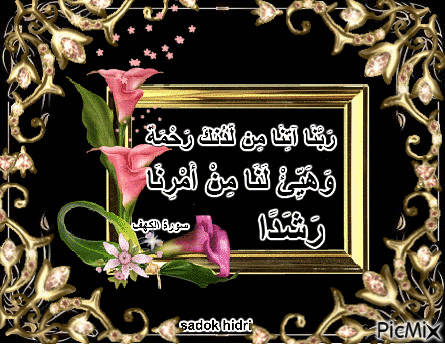 رَبَّنَا آتِنَا مِن لَّدُنكَ رَحْمَةً
وَهَيِّئْ لَنَا مِنْ أَمْرِنَا
رَشَدًا
سورة الكهف
sadok hidri
PicMix